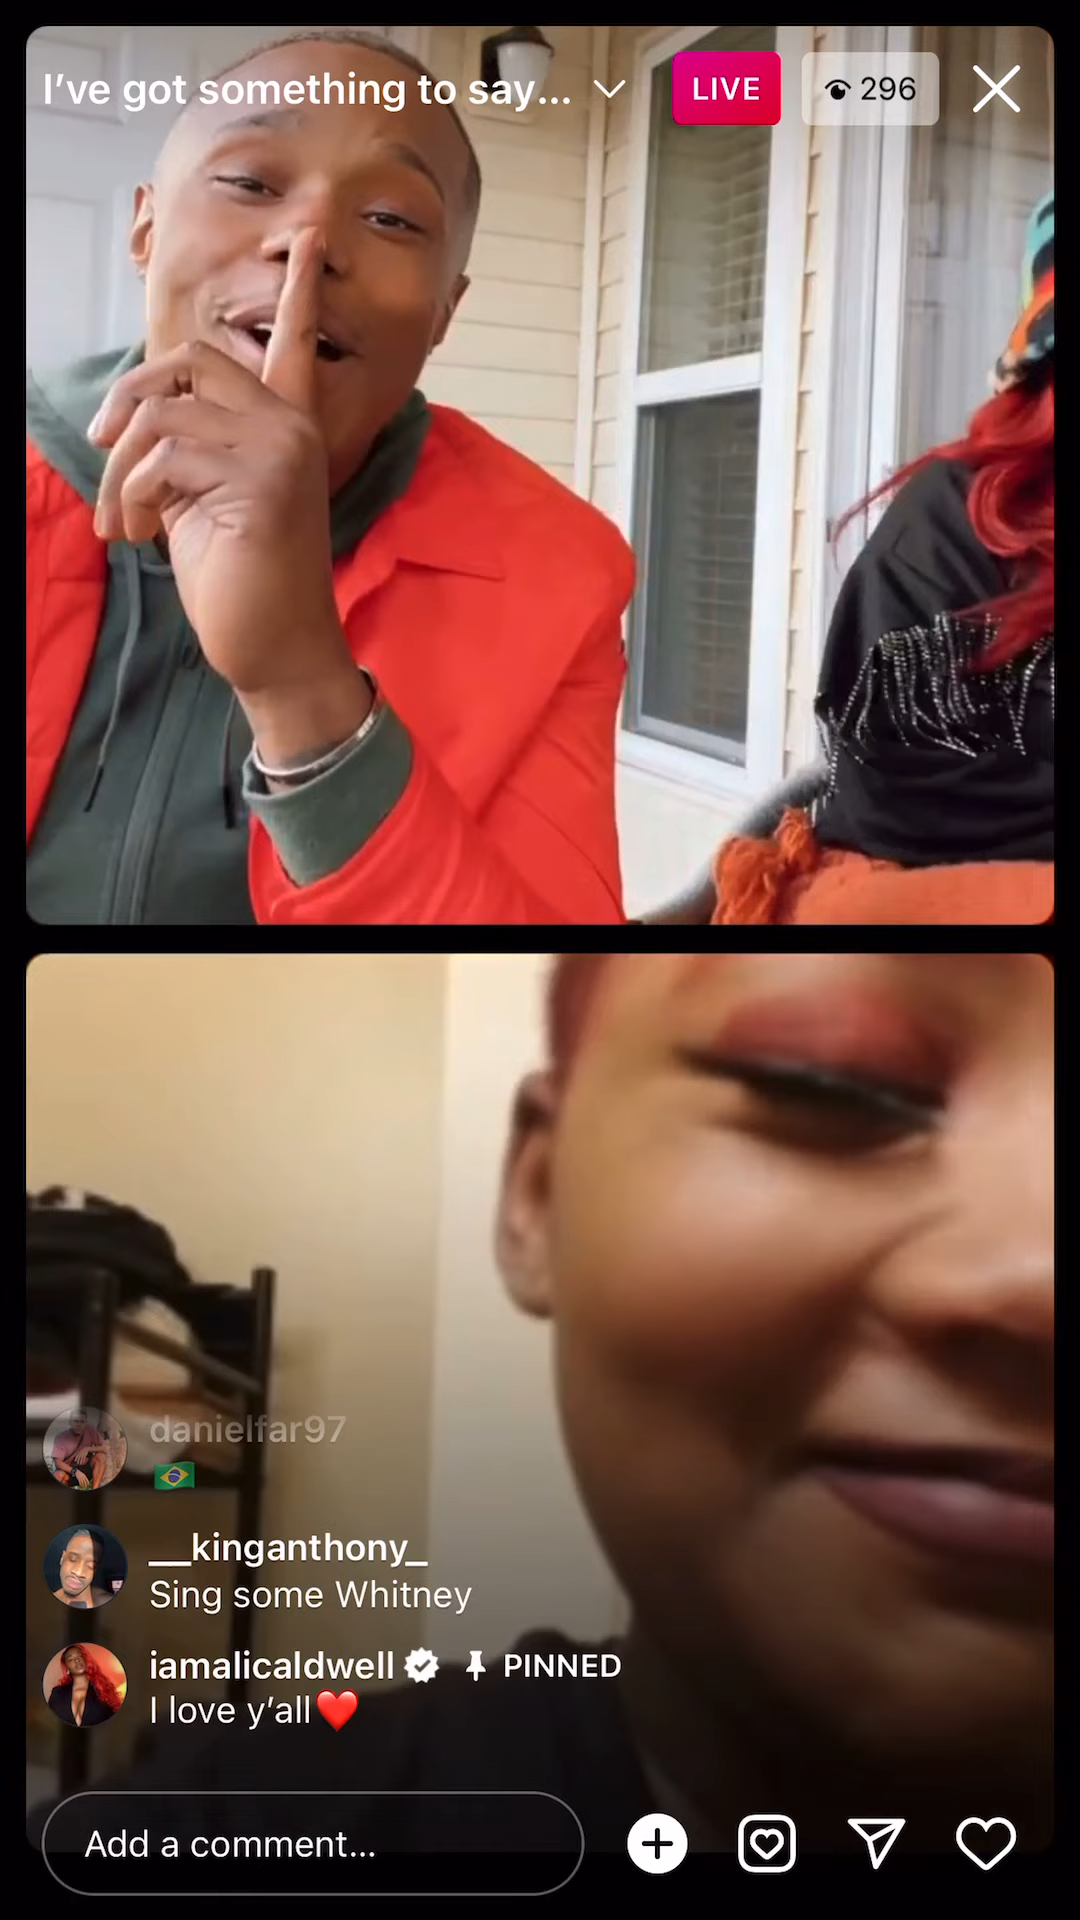 I’ve got something to say...
LIVE
296
danielfar97
🇧🇷
__kinganthony_
Sing some Whitney
iamalicaldwell PINNED
I love y’all❤️
Add a comment...